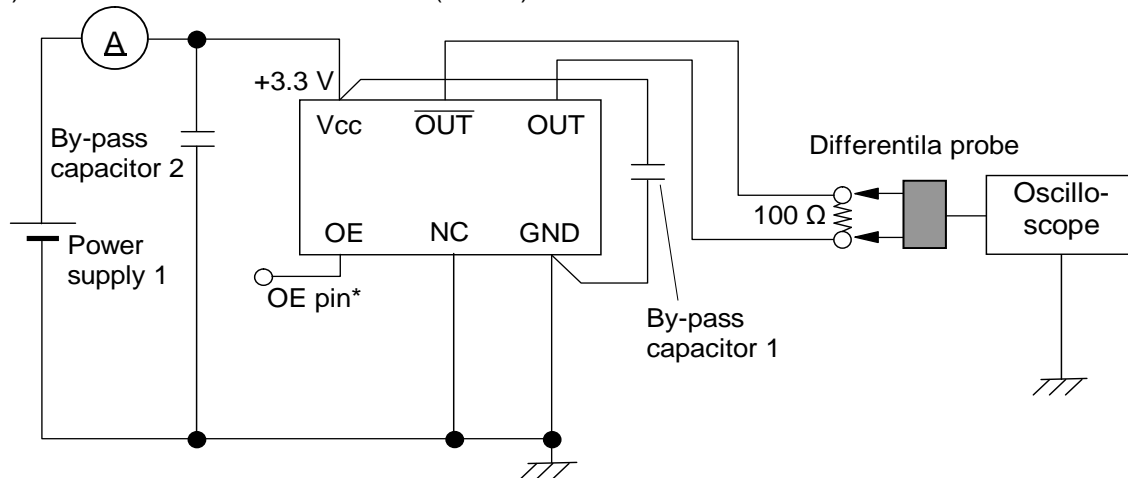 A
+3.3 V
Vcc
OUT
OUT
OE
NC
GND
By-pass
capacitor 2
Power
supply 1
OE pin*
By-pass
capacitor 1
Differentila probe
100 Ω
Oscillo-
scope